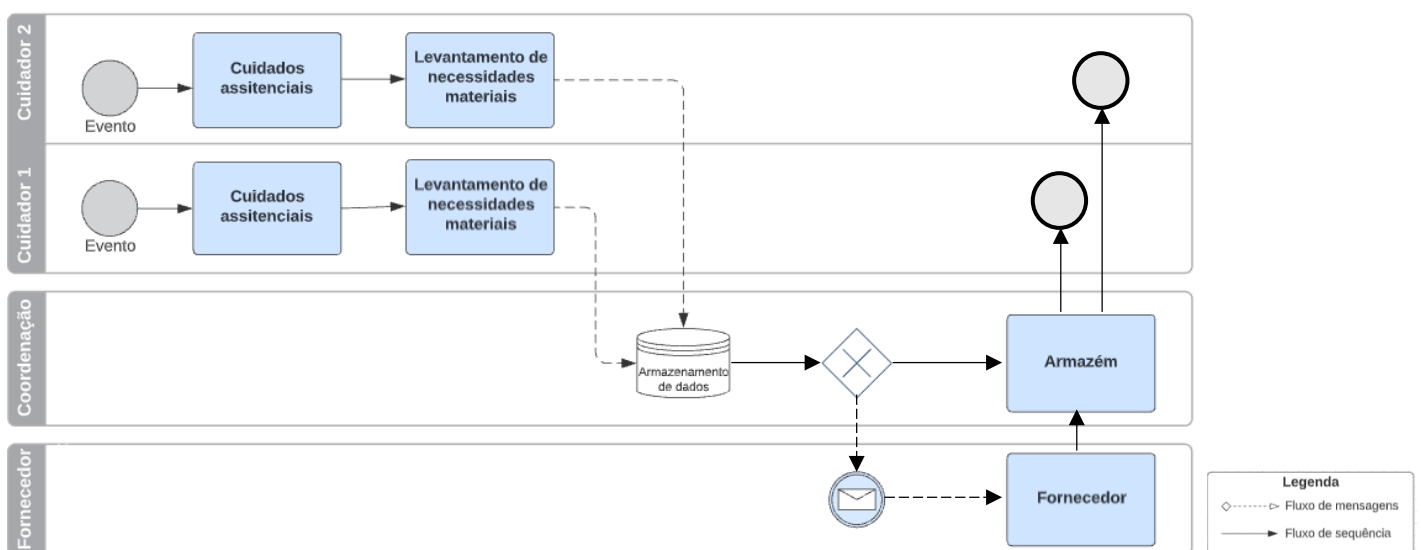 Cuidador 2
Evento
Cuidados
assitenciais
Levantamento de
necessidades
materiais
Cuidador 1
Evento
Cuidados
assitenciais
Levantamento de
necessidades
materiais
Coordenação
Armazenamento
de dados
Armazém
Fornecedor
Fornecedor
Legenda
Fluxo de mensagens
Fluxo de sequência